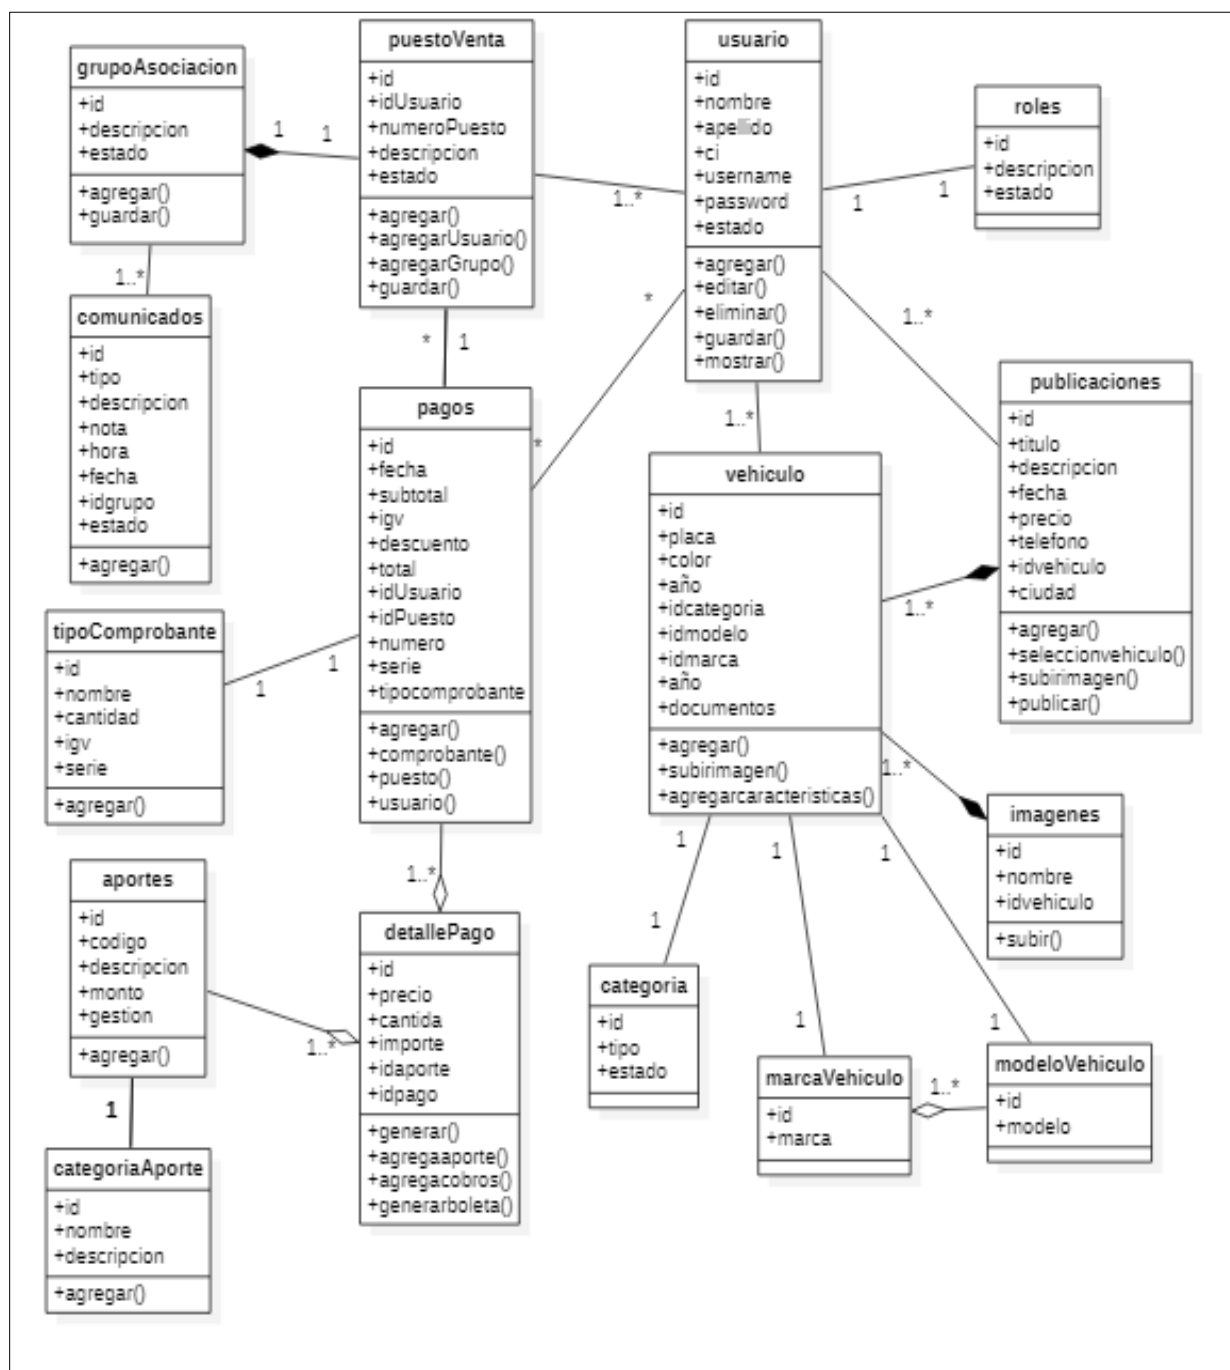 grupoAsociacion
+id
+descripcion
+estado
+agregar()
+guardar()
1
1
puestoVenta
+id
+idUsuario
+numeroPuesto
+descripcion
+estado
+agregar()
+agregarUsuario()
+agregarGrupo()
+guardar()
1..*
usuario
+id
+nombre
+apellido
+ci
+username
+password
+estado
+agregar()
+editar()
+eliminar()
+guardar()
+mostrar()
1
1
roles
+id
+descripcion
+estado
1..*
comunicados
+id
+tipo
+descripcion
+nota
+hora
+fecha
+idgrupo
+estado
+agregar()
*
1
*
*
1..*
1..*
pagos
+id
+fecha
+subtotal
+igv
+descuento
+total
+idUsuario
+idPuesto
+numero
+serie
+tipocomprobante
+agregar()
+comprobante()
+puesto()
+usuario()
publicaciones
+id
+titulo
+descripcion
+fecha
+precio
+telefono
+idvehiculo
+ciudad
+agregar()
+seleccionvehiculo()
+subirimagen()
+publicar()
vehiculo
+id
+placa
+color
+año
+idcategoria
+idmodelo
+idmarca
+año
+documentos
+agregar()
+subirimagen()
+agregarcaracteristicas()
1..*
1..*
tipoComprobante
+id
+nombre
+cantidad
+igv
+serie
+agregar()
1
1
imagenes
+id
+nombre
+idvehiculo
+subir()
aportes
+id
+codigo
+descripcion
+monto
+gestion
+agregar()
1..*
1..*
detallePago
+id
+precio
+cantida
+importe
+idaporte
+idpago
+generar()
+agregaaporte()
+agregacobros()
+generarboleta()
1
1
1
1
1
1
categoria
+id
+tipo
+estado
marcaVehiculo
+id
+marca
1..*
modeloVehiculo
+id
+modelo
1
categoriaAporte
+id
+nombre
+descripcion
+agregar()